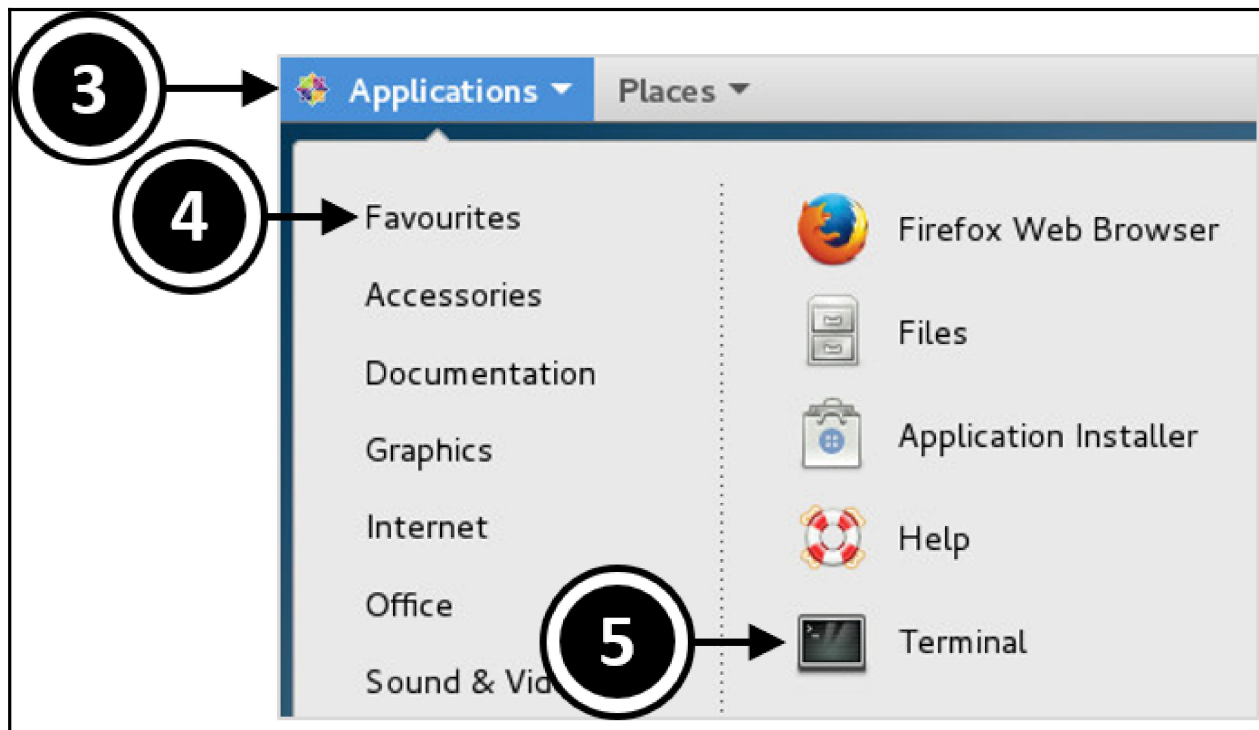 3
Applications Places
4
Favourites
Firefox Web Browser
Accessories
Files
Documentation
Application Installer
Graphics
Internet
Help
Office
5
Terminal
Sound &